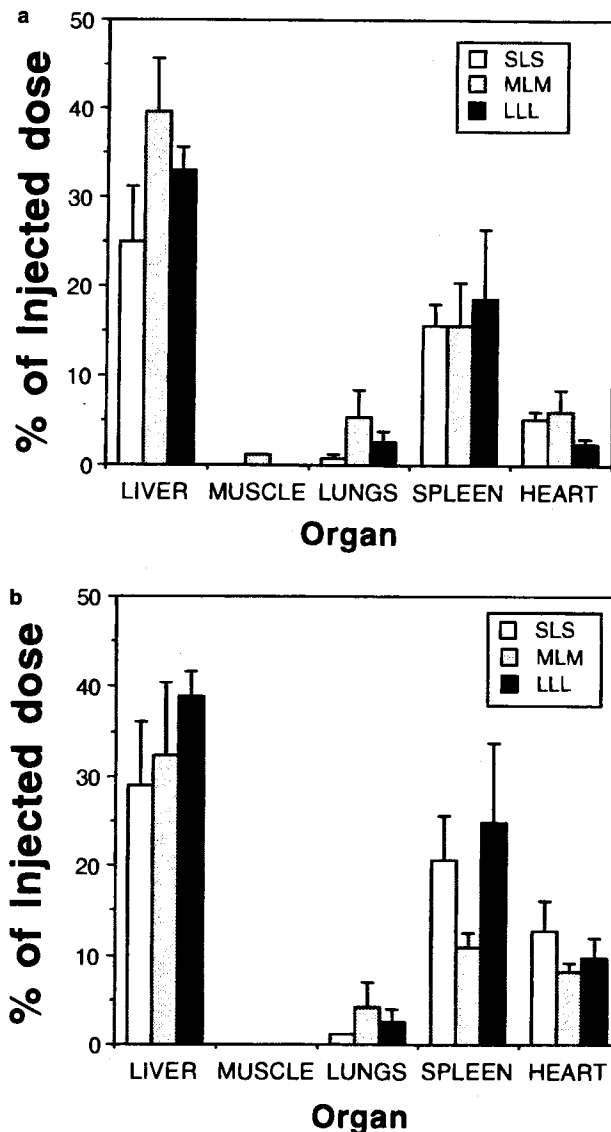 a
% of Injected dose
50
40
30
20
10
0
SLS
MLM
LLL
LIVER MUSCLE LUNGS SPLEEN HEART
Organ
b
% of Injected dose
50
40
30
20
10
0
SLS
MLM
LLL
LIVER MUSCLE LUNGS SPLEEN HEART
Organ